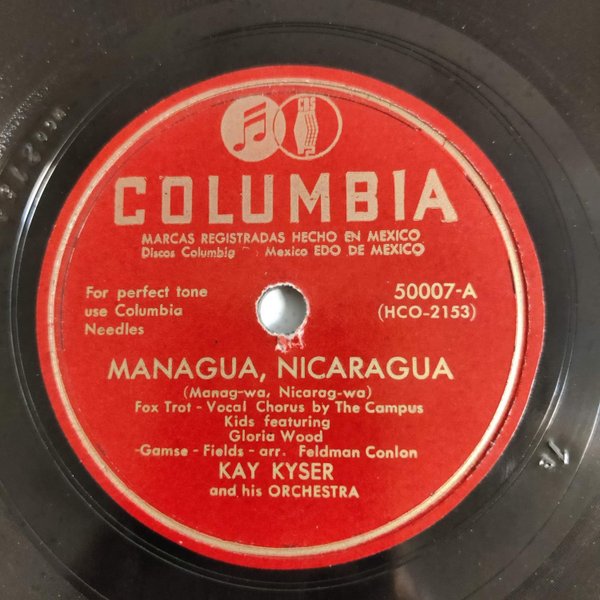 COLUMBIA
MARCAS REGISTRADAS HECHO EN MEXICO
Discos Columbia Mexico EDO DE MEXICO
For perfect tone
use Columbia
Needles
50007-A
(HCO-2153)
MANAGUA, NICARAGUA
(Manag-wa, Nicarag-wa)
Fox Trot - Vocal Chorus by The Campus
Kids featuring
Gloria Wood
-Gamse - Fields - arr. Feldman Conlon
KAY KYSER
and his ORCHESTRA